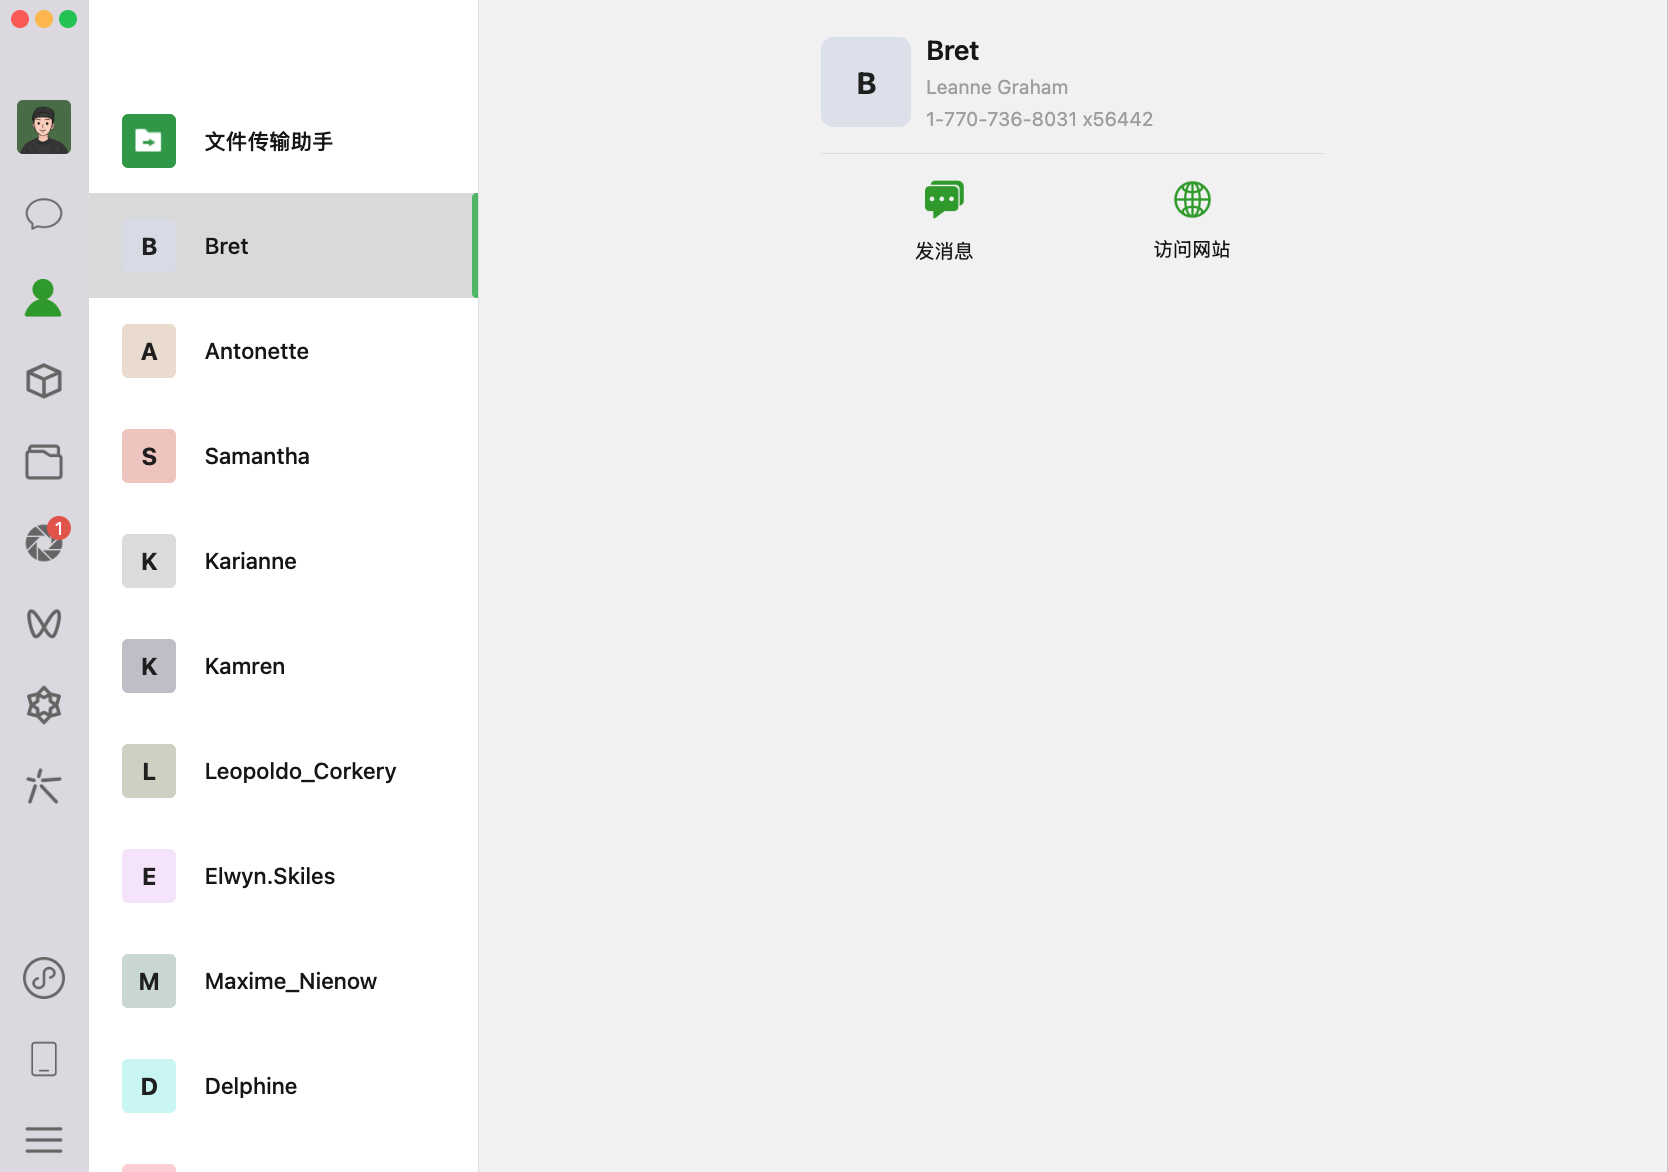 1
文件传输助手
B
Bret
A
Antonette
S
Samantha
K
Karianne
K
Kamren
L
Leopoldo_Corkery
E
Elwyn.Skiles
M
Maxime_Nienow
D
Delphine
B
Bret
Leanne Graham
1-770-736-8031 x56442
发消息
访问网站